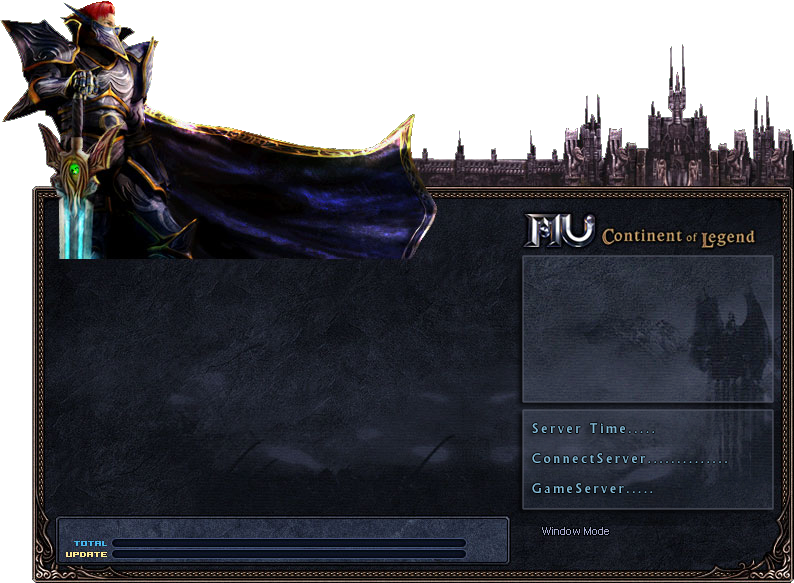 MU Continent of Legend
Server Time.....
ConnectServer..............
GameServer.....
Window Mode
TOTAL
UPDATE